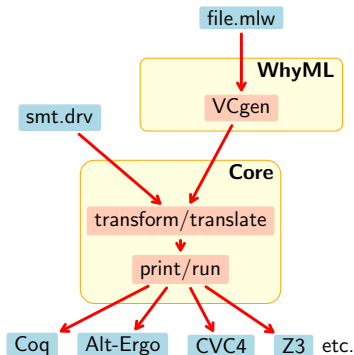 file.mlw
WhyML
VCgen
smt.drv
Core
transform/translate
print/run
Coq Alt-Ergo CVC4 Z3 etc.